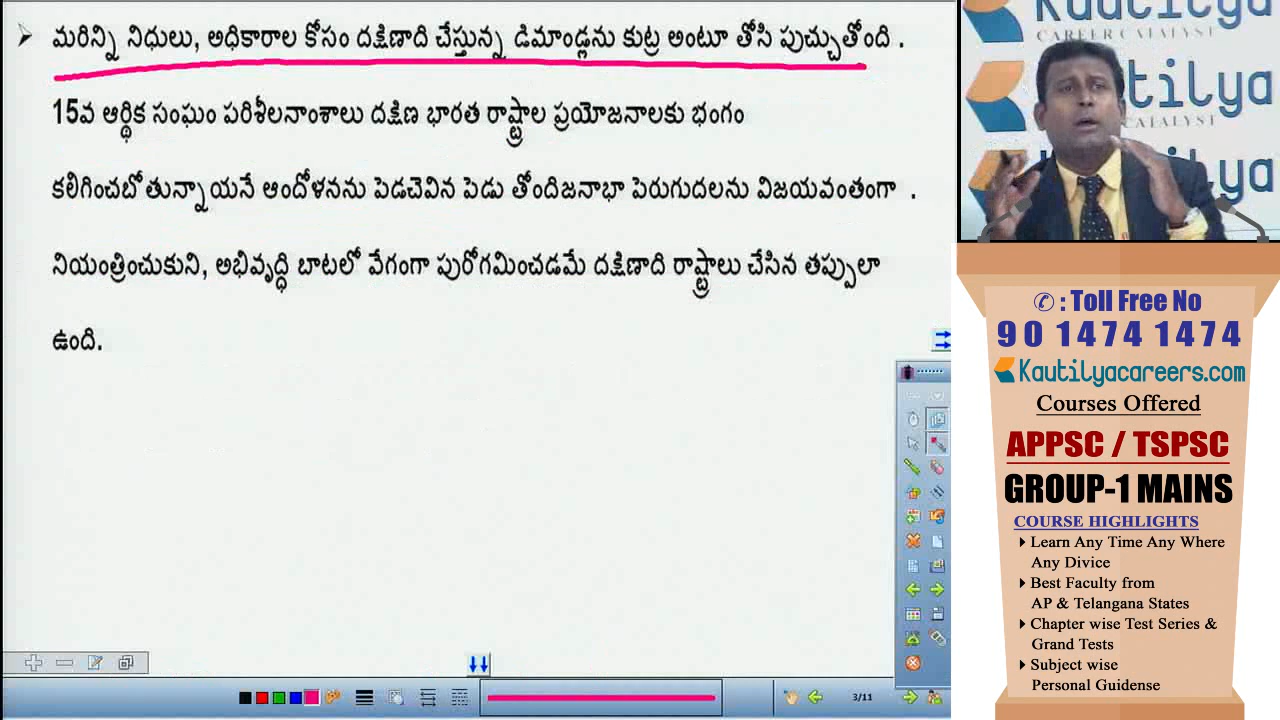 మరిన్ని నిధులు, అధికారాల కోసం దక్షిణాది చేస్తున్న డిమాండ్లను కుట్ర అంటూ తోసి పుచ్చుతోంది .
15వ ఆర్థిక సంఘం పరిశీలనాంశాలు దక్షిణ భారత రాష్ట్రాల ప్రయోజనాలకు భంగం
కలిగించబోతున్నాయనే ఆందోళనను పెడచెవిన పెడు తోందిజనాభా పెరుగుదలను విజయవంతంగా .
నియంత్రించుకుని, అభివృద్ధి బాటలో వేగంగా పురోగమించడమే దక్షిణాది రాష్ట్రాలు చేసిన తప్పులా
ఉంది.
3/11
Kautilya
CAREER CATALYST
Kautilya
CATALYST
Kautilya
✆ : Toll Free No
90 1474 1474
Kautilyacareers.com
Courses Offered
APPSC / TSPSC
GROUP-1 MAINS
COURSE HIGHLIGHTS
Learn Any Time Any Where
Any Divice
Best Faculty from
AP & Telangana States
Chapter wise Test Series &
Grand Tests
Subject wise
Personal Guidense